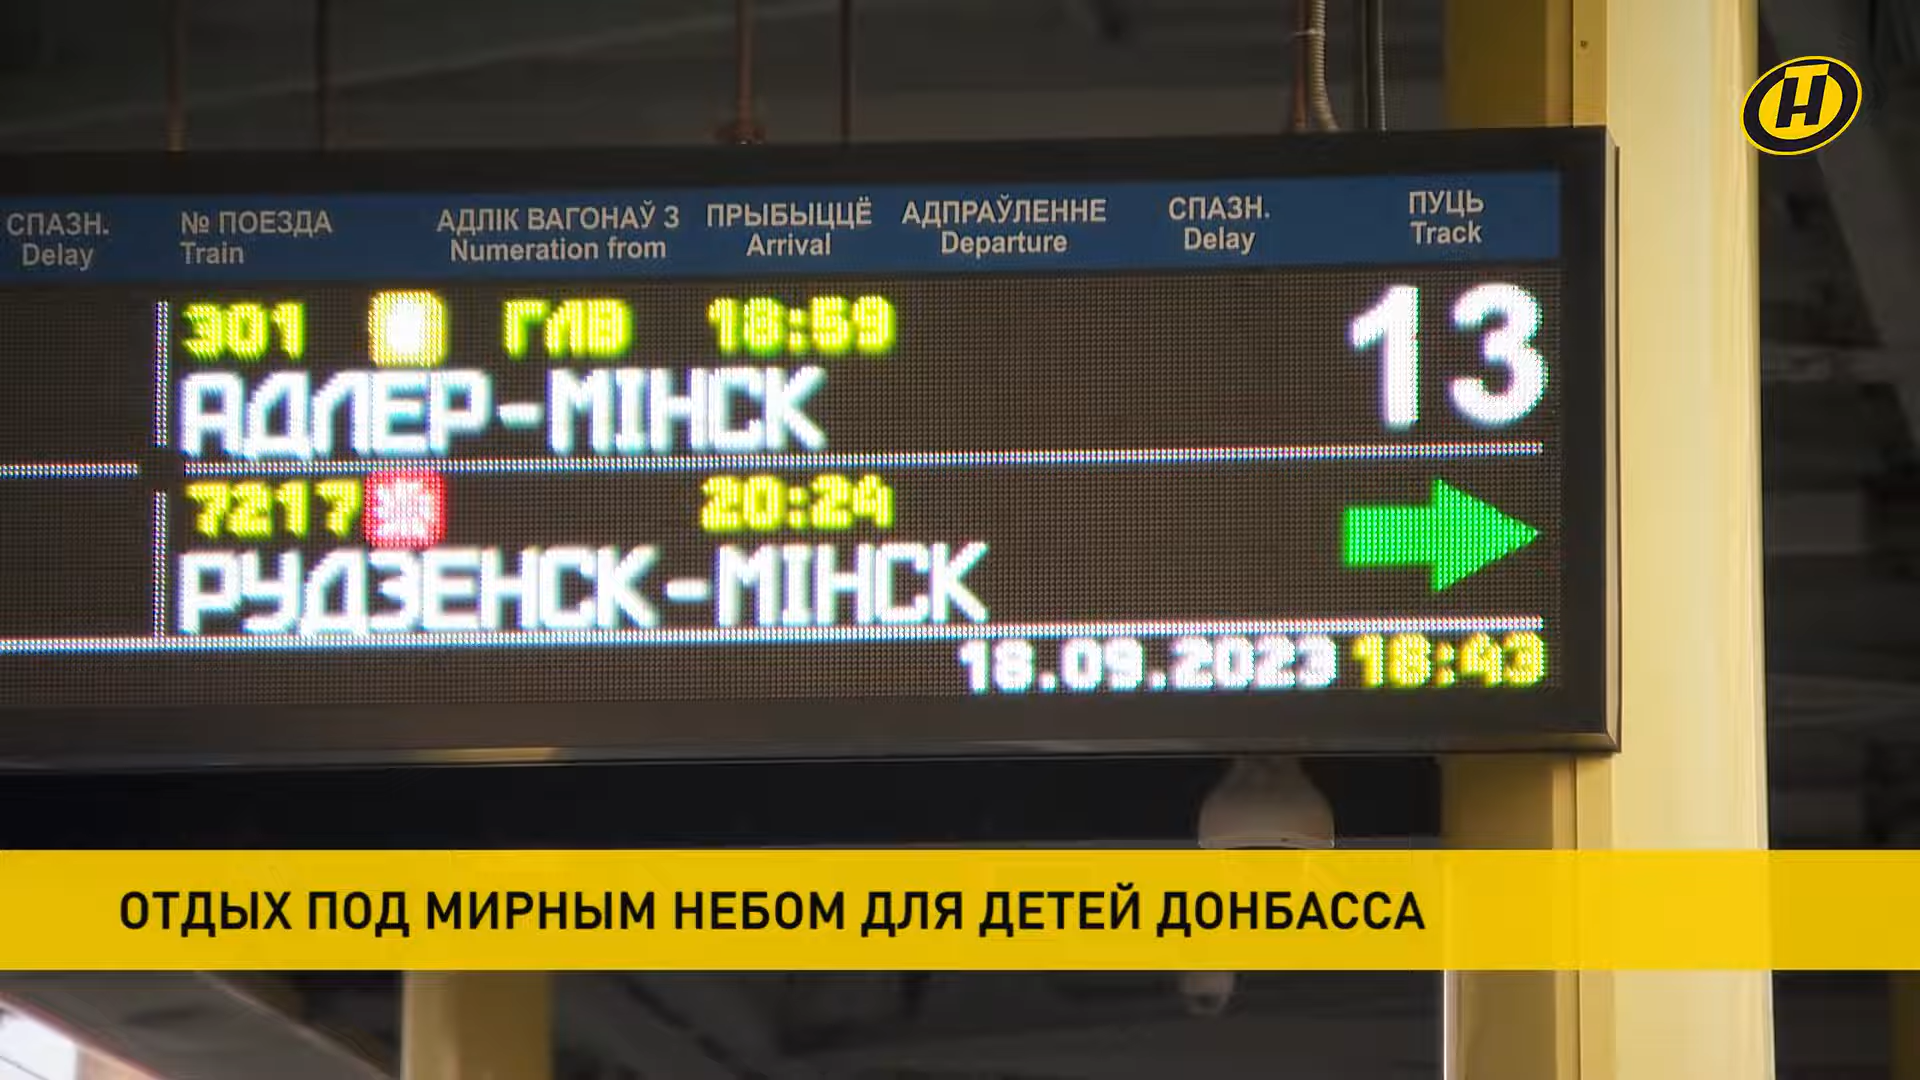 СПАЗН. № ПОЕЗДА АДЛІК ВАГОНАЎ З ПРЫБЫЦЦЁ АДПРАЎЛЕННЕ СПАЗН. ПУЦЬ
Delay Train Numeration from Arrival Departure Delay Track
301 ГЛВ 18:59 13
АДЛЕР-МІНСК
7217 20:24
РУДЗЕНСК-МІНСК
18.09.2023 18:43
ОТДЫХ ПОД МИРНЫМ НЕБОМ ДЛЯ ДЕТЕЙ ДОНБАССА
ОНТ